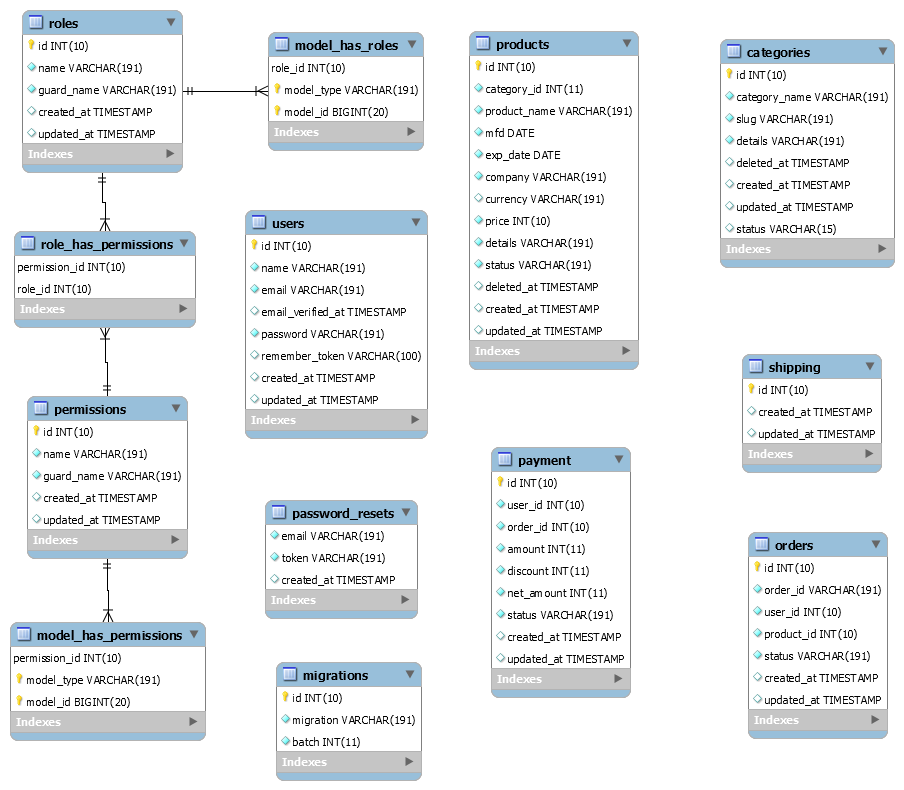 roles
id INT(10)
name VARCHAR(191)
guard_name VARCHAR(191)
created_at TIMESTAMP
updated_at TIMESTAMP
Indexes
model_has_roles
role_id INT(10)
model_type VARCHAR(191)
model_id BIGINT(20)
Indexes
products
id INT(10)
category_id INT(11)
product_name VARCHAR(191)
mfd DATE
exp_date DATE
company VARCHAR(191)
currency VARCHAR(191)
price INT(10)
details VARCHAR(191)
status VARCHAR(191)
deleted_at TIMESTAMP
created_at TIMESTAMP
updated_at TIMESTAMP
Indexes
categories
id INT(10)
category_name VARCHAR(191)
slug VARCHAR(191)
details VARCHAR(191)
deleted_at TIMESTAMP
created_at TIMESTAMP
updated_at TIMESTAMP
status VARCHAR(15)
Indexes
role_has_permissions
permission_id INT(10)
role_id INT(10)
Indexes
users
id INT(10)
name VARCHAR(191)
email VARCHAR(191)
email_verified_at TIMESTAMP
password VARCHAR(191)
remember_token VARCHAR(100)
created_at TIMESTAMP
updated_at TIMESTAMP
Indexes
shipping
id INT(10)
created_at TIMESTAMP
updated_at TIMESTAMP
Indexes
permissions
id INT(10)
name VARCHAR(191)
guard_name VARCHAR(191)
created_at TIMESTAMP
updated_at TIMESTAMP
Indexes
password_resets
email VARCHAR(191)
token VARCHAR(191)
created_at TIMESTAMP
Indexes
payment
id INT(10)
user_id INT(10)
order_id INT(10)
amount INT(11)
discount INT(11)
net_amount INT(11)
status VARCHAR(191)
created_at TIMESTAMP
updated_at TIMESTAMP
Indexes
orders
id INT(10)
order_id VARCHAR(191)
user_id INT(10)
product_id INT(10)
status VARCHAR(191)
created_at TIMESTAMP
updated_at TIMESTAMP
Indexes
model_has_permissions
permission_id INT(10)
model_type VARCHAR(191)
model_id BIGINT(20)
Indexes
migrations
id INT(10)
migration VARCHAR(191)
batch INT(11)
Indexes